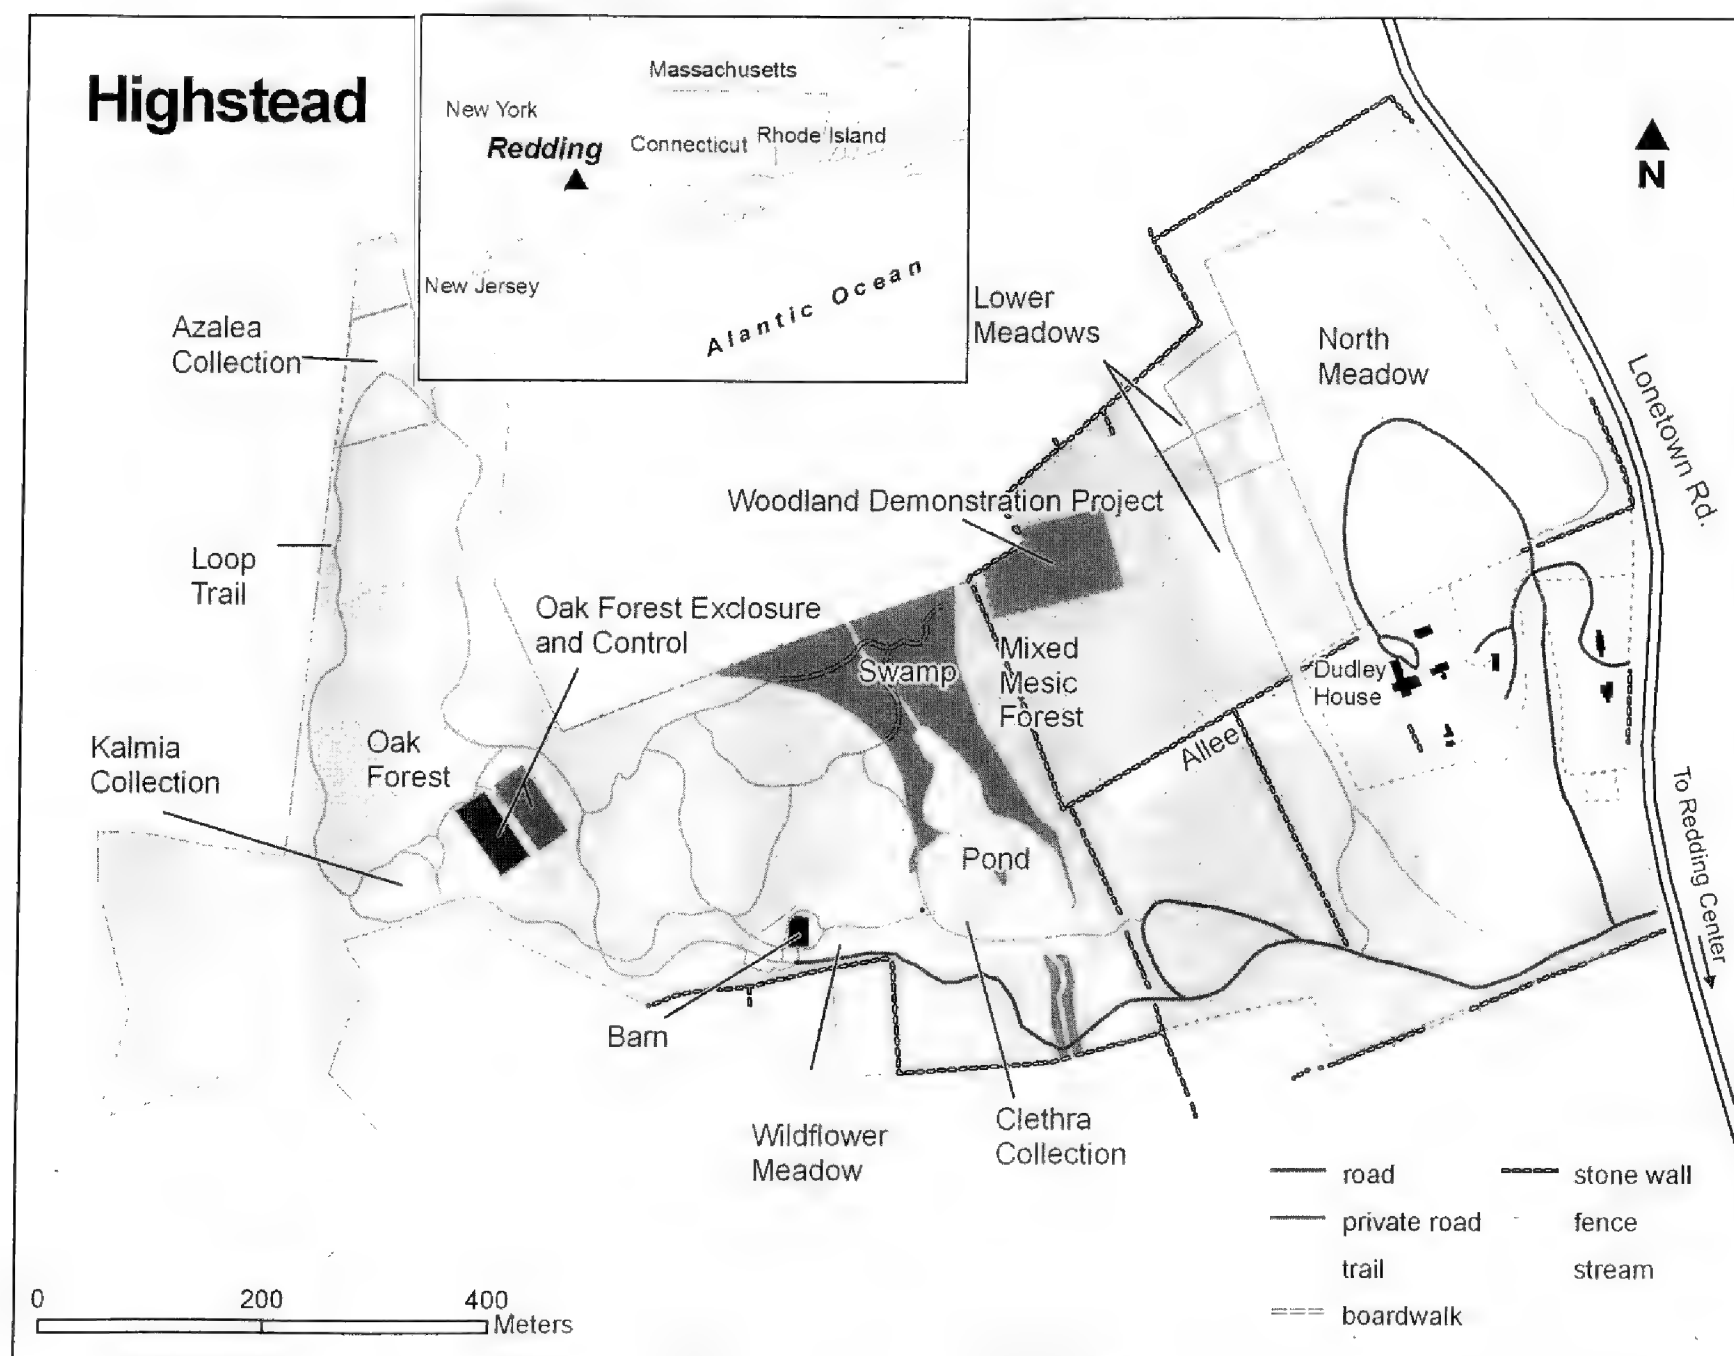 Highstead
Massachusetts
New York
Redding
Connecticut
Rhode Island
New Jersey
Alantic Ocean
N
Azalea
Collection
Lower
Meadows
North
Meadow
Lonetown Rd.
Woodland Demonstration Project
Loop
Trail
Oak Forest Exclosure
and Control
Swamp
Mixed
Mesic
Forest
Dudley
House
Allee
Kalmia
Collection
Oak
Forest
To Redding Center
Pond
Barn
Wildflower
Meadow
Clethra
Collection
road
stone wall
private road
fence
trail
stream
boardwalk
0 200 400
Meters